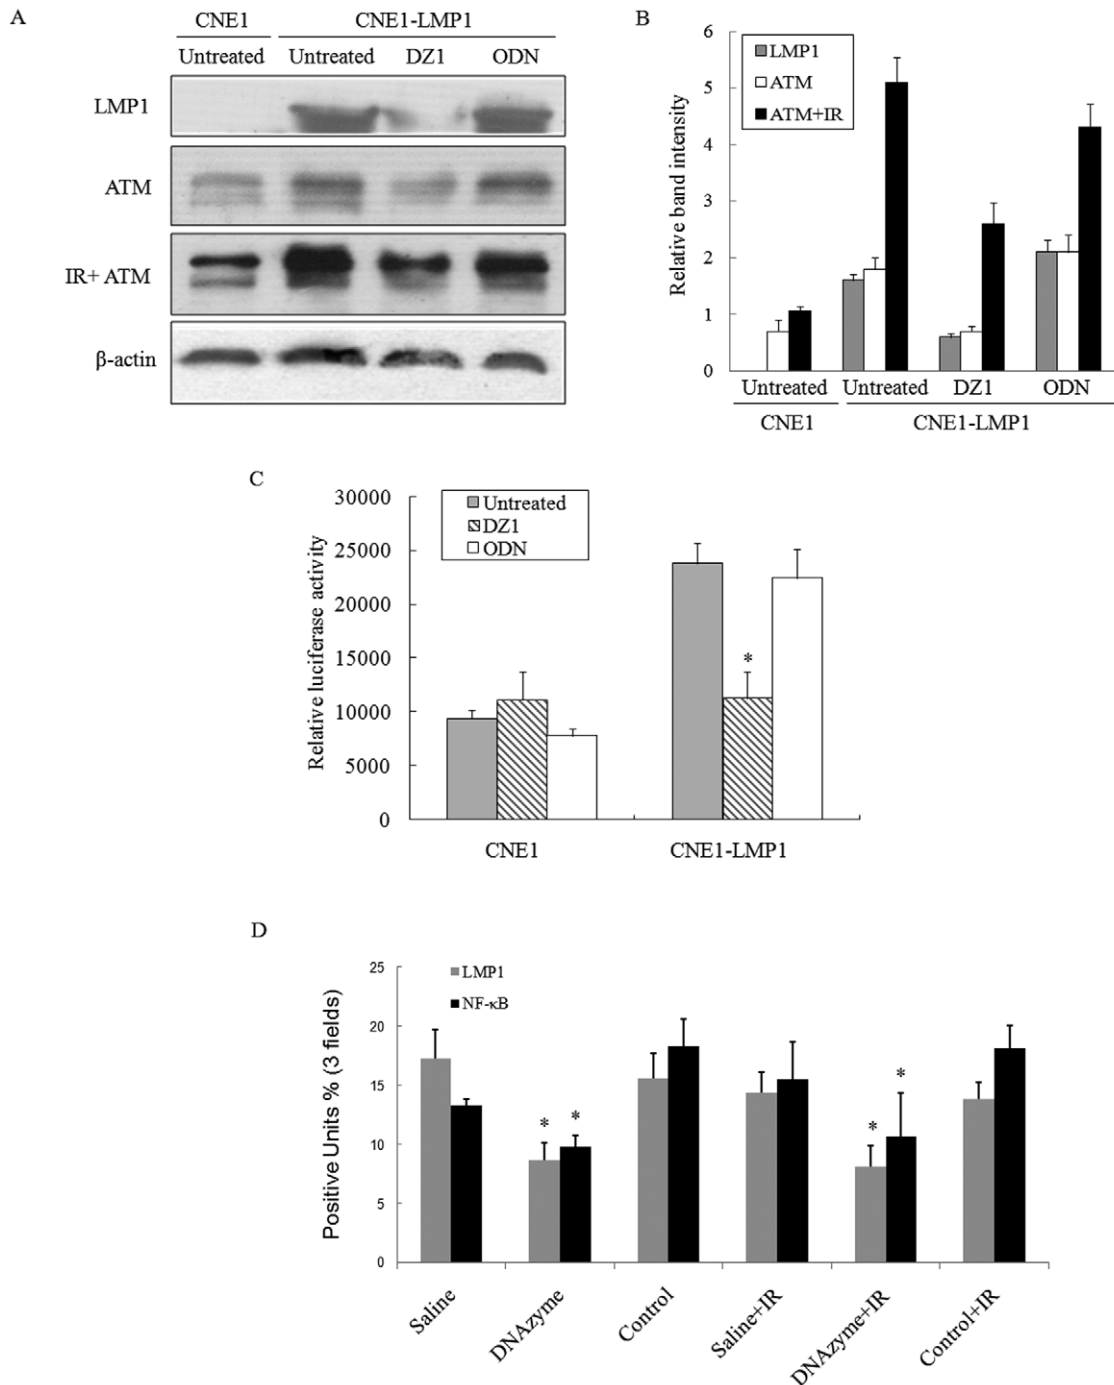 A
CNE1 CNE1-LMP1
Untreated Untreated DZ1 ODN
LMP1
ATM
IR+ ATM
β-actin
B
LMP1
ATM
ATM+IR
Relative band intensity
6
5
4
3
2
1
0
Untreated Untreated DZ1 ODN
CNE1 CNE1-LMP1
C
Untreated
DZ1
ODN
Relative luciferase activity
30000
25000
20000
15000
10000
5000
0
*
CNE1 CNE1-LMP1
D
LMP1
NF-κB
Positive Units % (3 fields)
25
20
15
10
5
0
* *
* *
Saline DNAzyme Control Saline+IR DNAzyme+IR Control+IR